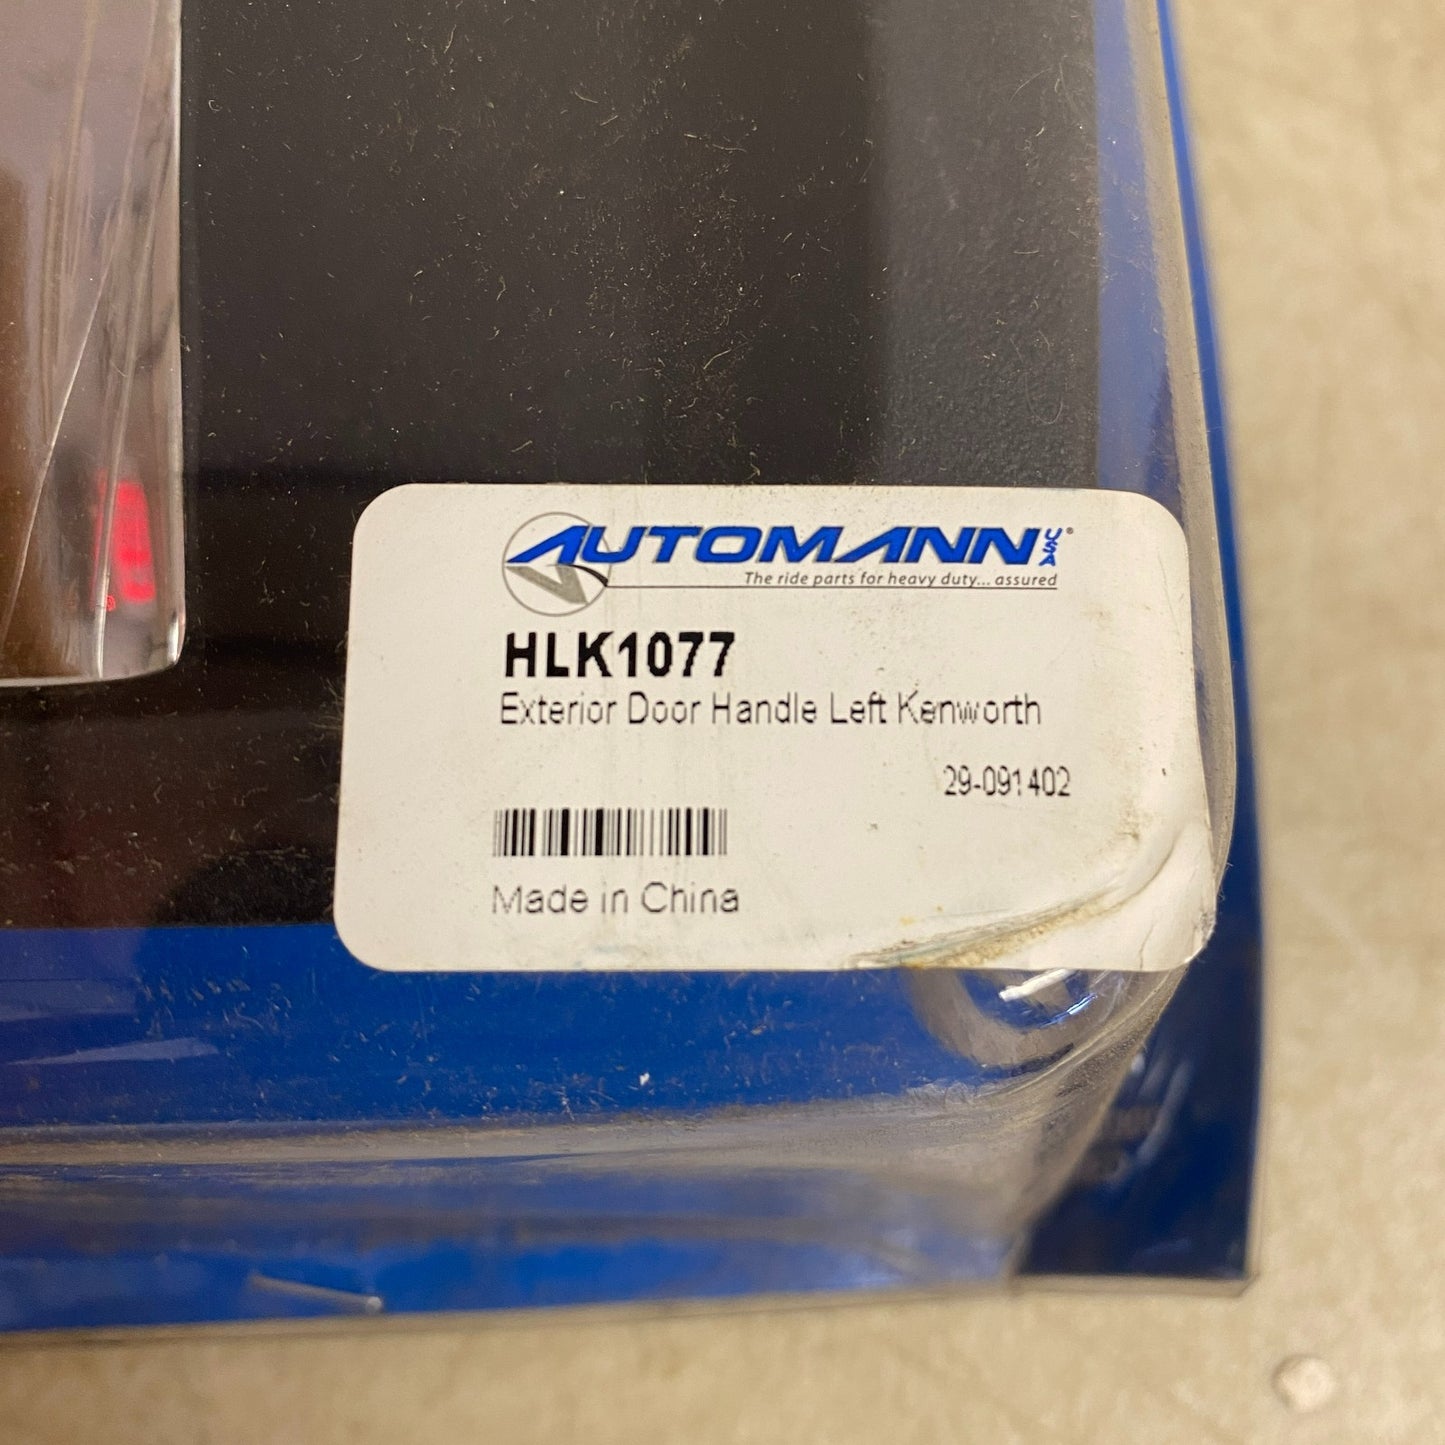 AUTOMANN USA®
The ride parts for heavy duty... assured
HLK1077
Exterior Door Handle Left Kenworth
29-091402
Made in China